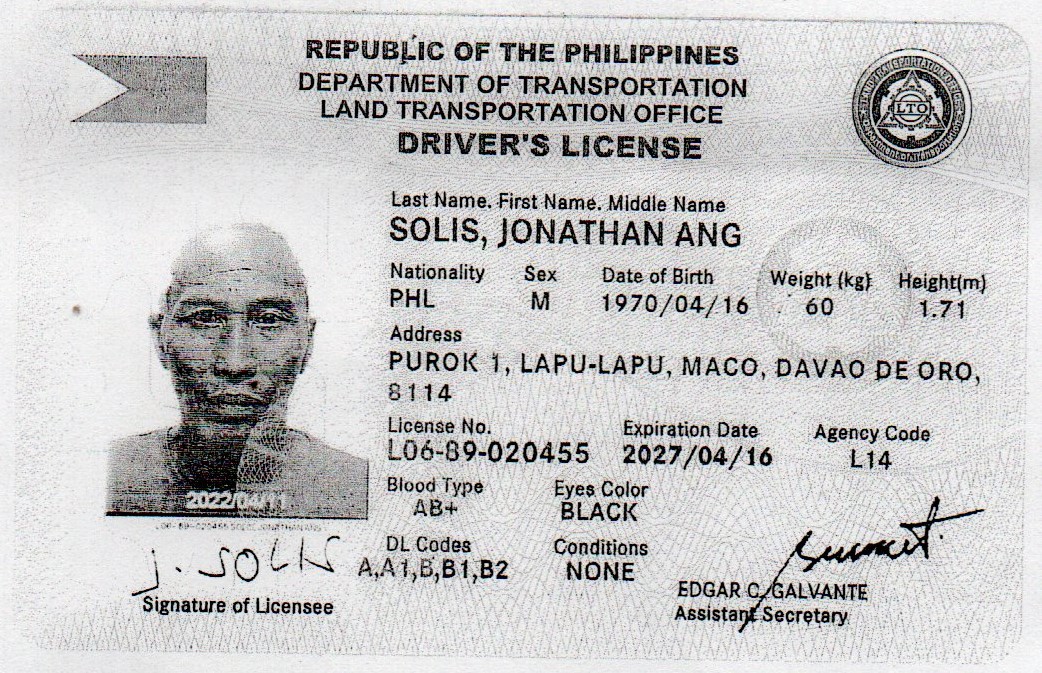 REPUBLIC OF THE PHILIPPINES
DEPARTMENT OF TRANSPORTATION
LAND TRANSPORTATION OFFICE
DRIVER'S LICENSE
LTO
Last Name. First Name. Middle Name
SOLIS, JONATHAN ANG
Nationality Sex Date of Birth Weight (kg) Height(m)
PHL M 1970/04/16 60 1.71
Address
PUROK 1, LAPU-LAPU, MACO, DAVAO DE ORO,
8114
License No. Expiration Date Agency Code
L06-89-020455 2027/04/16 L14
Blood Type Eyes Color
AB+ BLACK
2022/04/11
DL Codes Conditions
A,A1,B,B1,B2 NONE
J. SOLIS
Signature of Licensee
EDGAR C. GALVANTE
Assistant Secretary